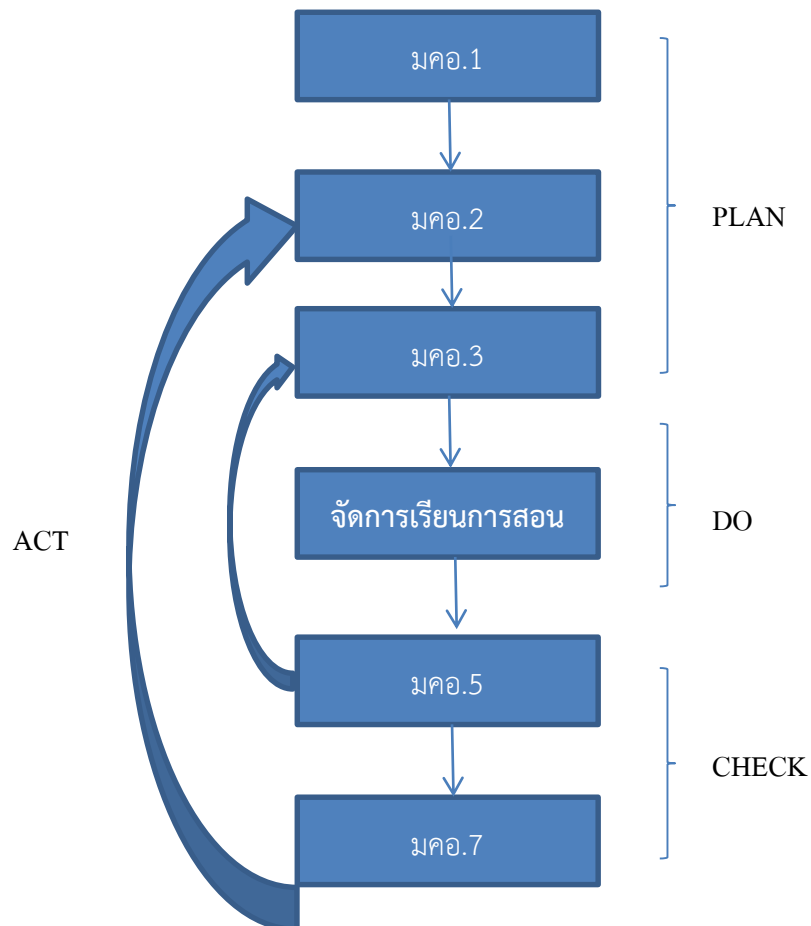 มคอ.1
มคอ.2
PLAN
มคอ.3
จัดการเรียนการสอน
DO
ACT
มคอ.5
CHECK
มคอ.7